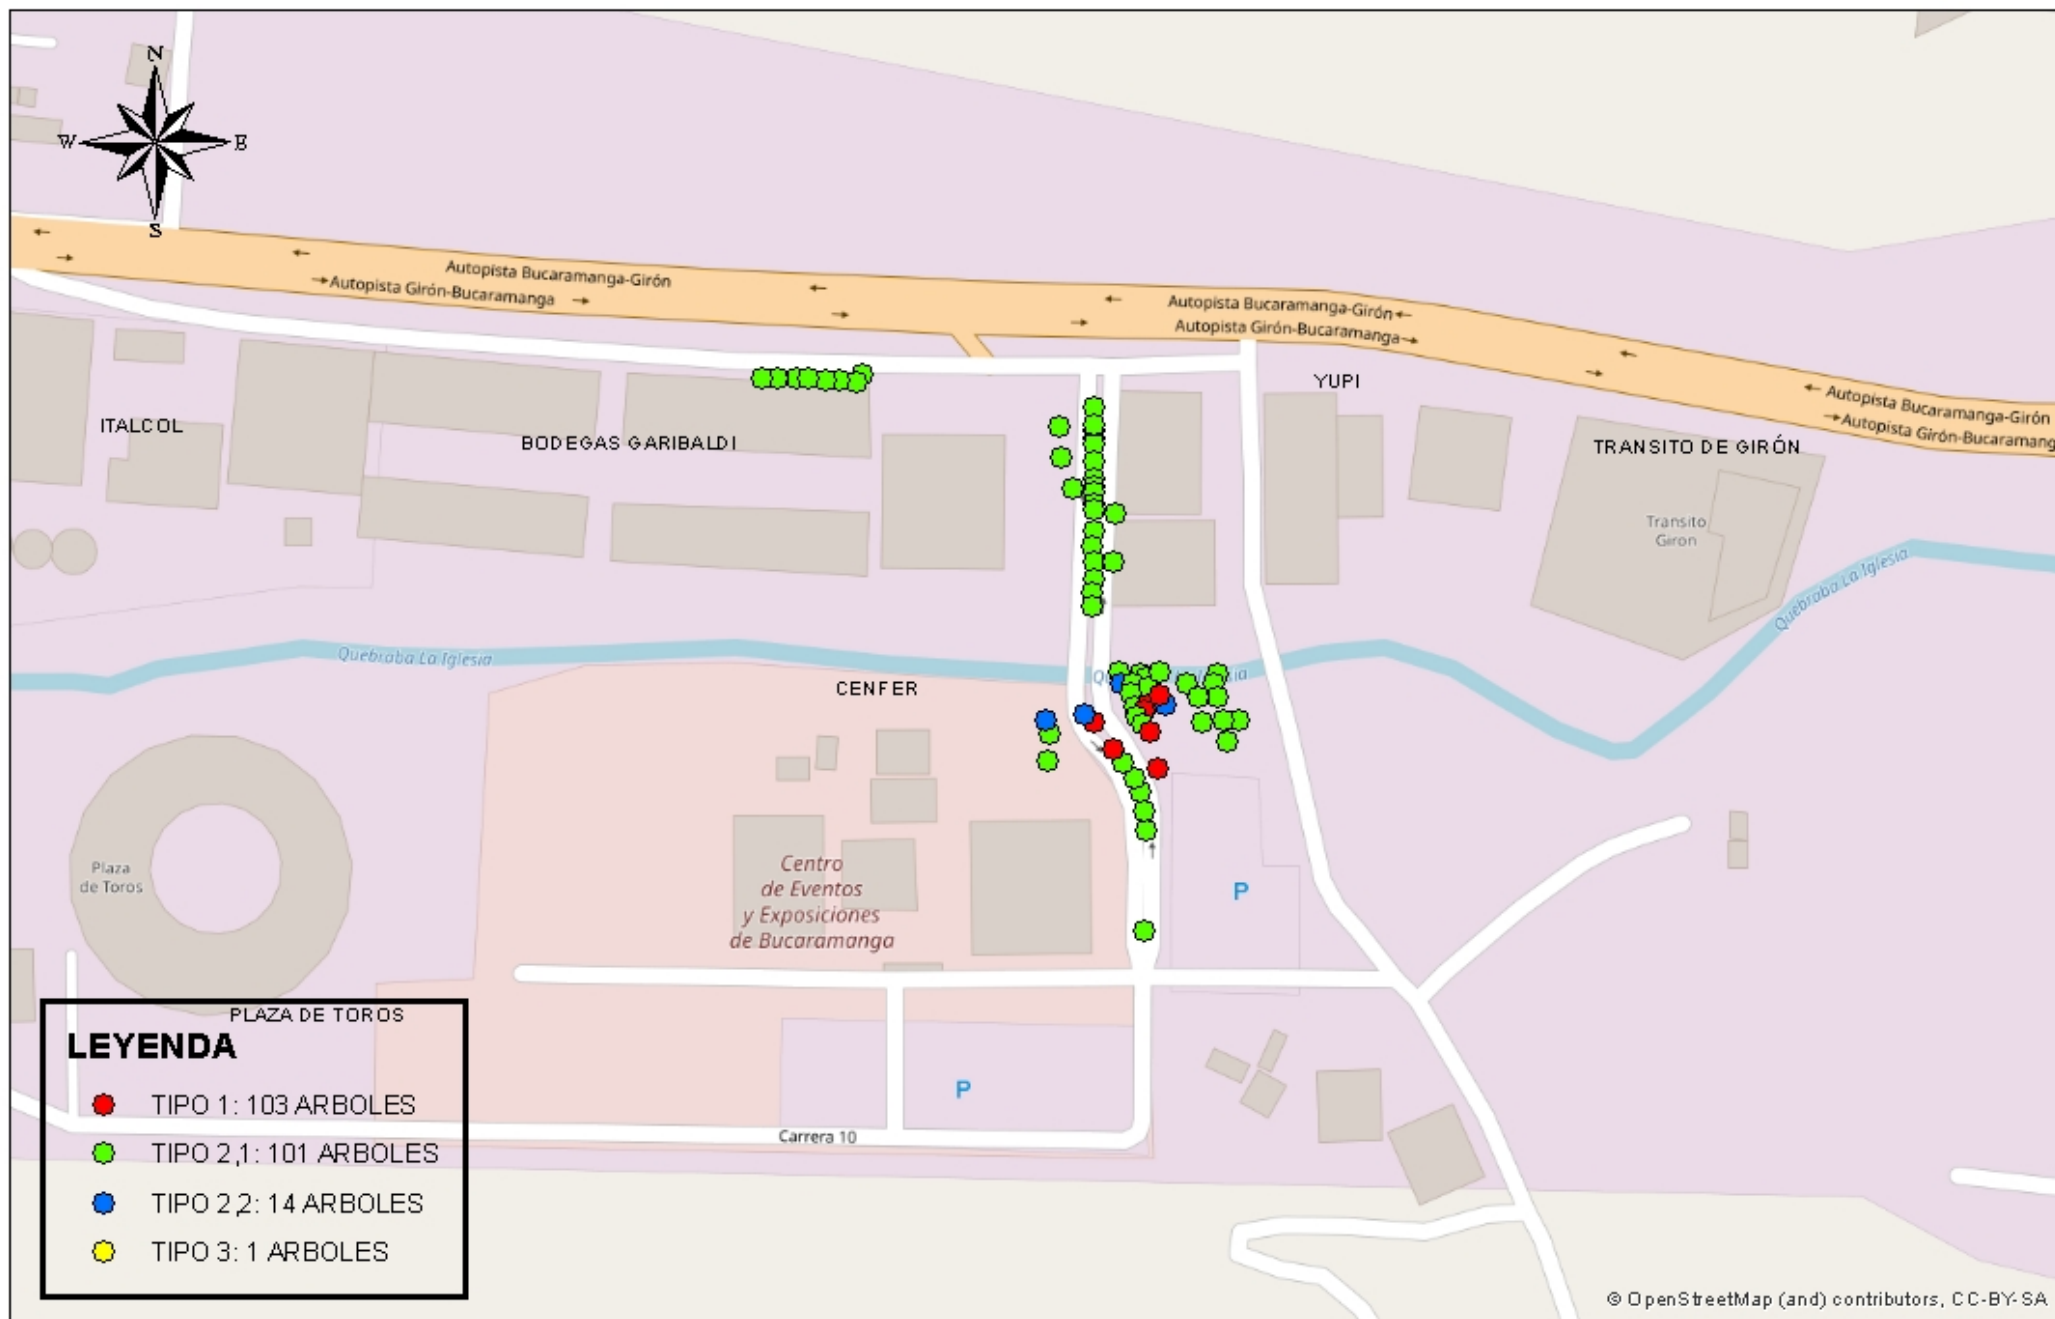 N
W
E
S
Autopista Bucaramanga-Girón
Autopista Girón-Bucaramanga
Autopista Bucaramanga-Girón
Autopista Girón-Bucaramanga
Autopista Bucaramanga-Girón
Autopista Girón-Bucaramang
YUPI
ITALCOL
BODEGAS GARIBALDI
TRANSITO DE GIRÓN
Transito
Giron
Quebraba La Iglesia
Quebraba La Iglesia
CENFER
Plaza
de Toros
Centro
de Eventos
y Exposiciones
de Bucaramanga
P
PLAZA DE TOROS
LEYENDA
TIPO 1: 103 ARBOLES
TIPO 2,1: 101 ARBOLES
TIPO 2,2: 14 ARBOLES
TIPO 3: 1 ARBOLES
P
Carrera 10
© OpenStreetMap (and) contributors, CC-BY-SA